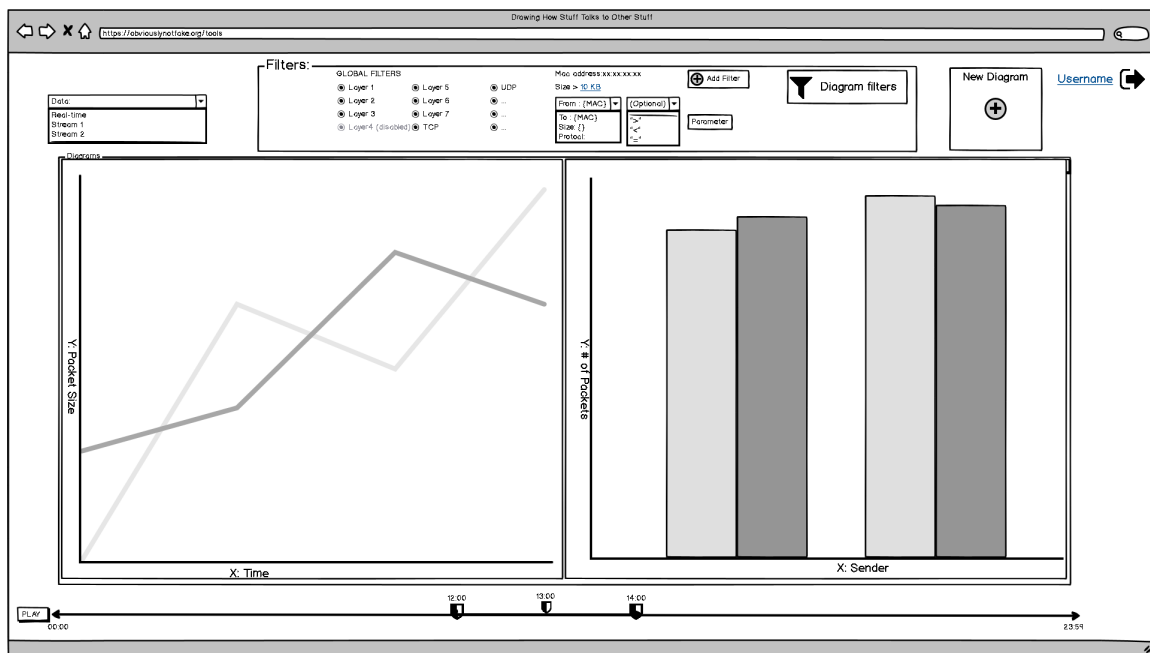 Drawing How Stuff Talks to Other Stuff
https://obviouslynotfake.org/tools
Filters:
GLOBAL FILTERS
Layer 1
Layer 5
UDP
Layer 2
Layer 6
...
Layer 3
Layer 7
...
Layer4 (disabled)
TCP
...
Mac address:xx:xx:xx:xx
Size > 10 KB
Add Filter
From : {MAC}
(Optional)
To : {MAC}
Size: {}
Protool:
">"
"<"
"="
Parameter
Diagram filters
New Diagram
Username
Data:
Real-time
Stream 1
Stream 2
Diagrams
Y: Packet Size
X: Time
Y: # of Packets
X: Sender
PLAY
00:00
12:00
13:00
14:00
23:59